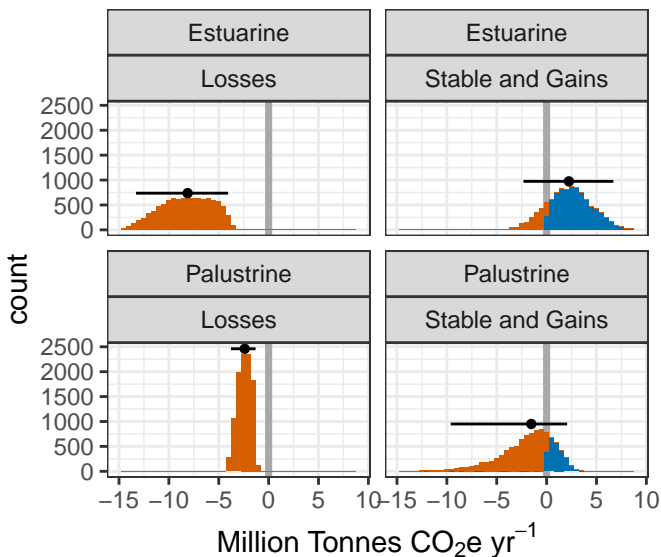 Estuarine Estuarine
Losses Stable and Gains
2500
2000
1500
1000
500
0
Palustrine Palustrine
Losses Stable and Gains
2500
2000
1500
1000
500
0
−15 −10 −5 0 5 10 −15 −10 −5 0 5 10
count
Million Tonnes CO₂e yr⁻¹